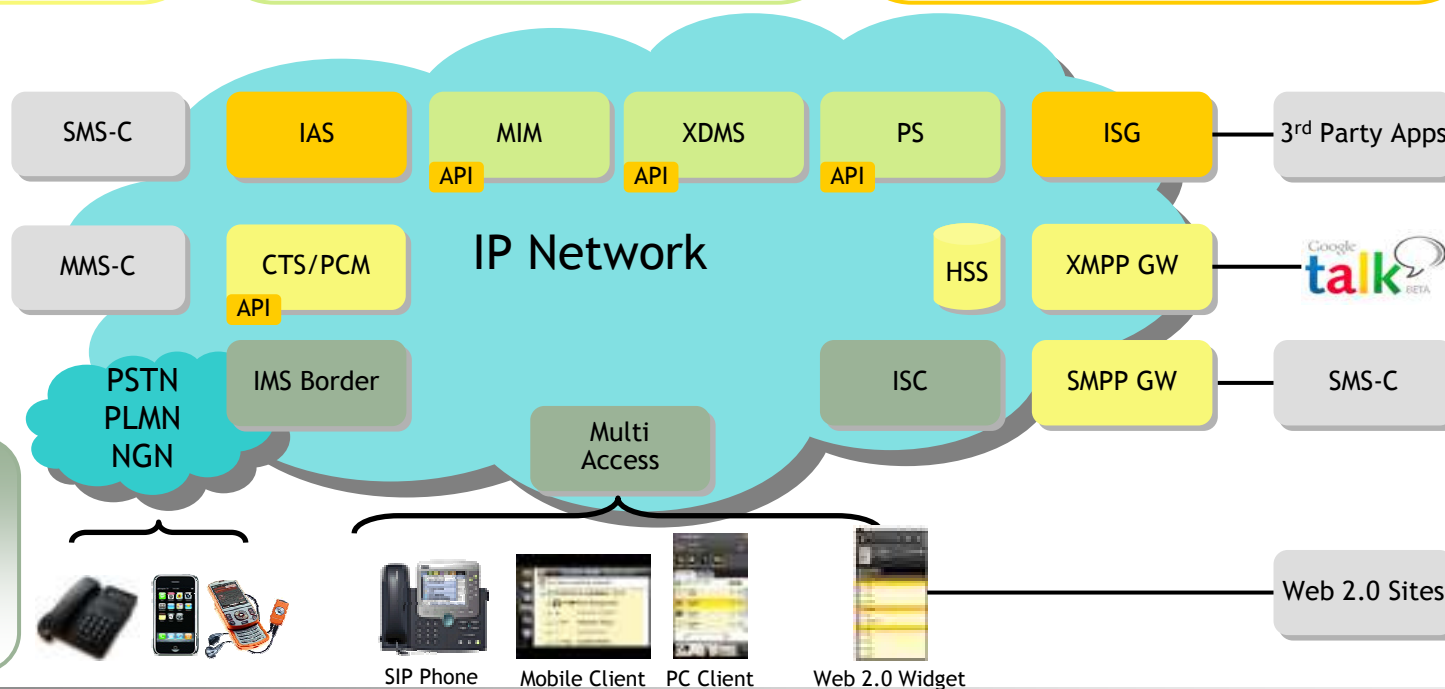 SMS-C
IAS
MIM
XDMS
PS
ISG
3rd Party Apps
API
API
API
MMS-C
CTS/PCM
API
IP Network
HSS
XMPP GW
Google
talk
BETA
PSTN
PLMN
NGN
IMS Border
Multi
Access
ISC
SMPP GW
SMS-C
Web 2.0 Sites
SIP Phone
Mobile Client
PC Client
Web 2.0 Widget